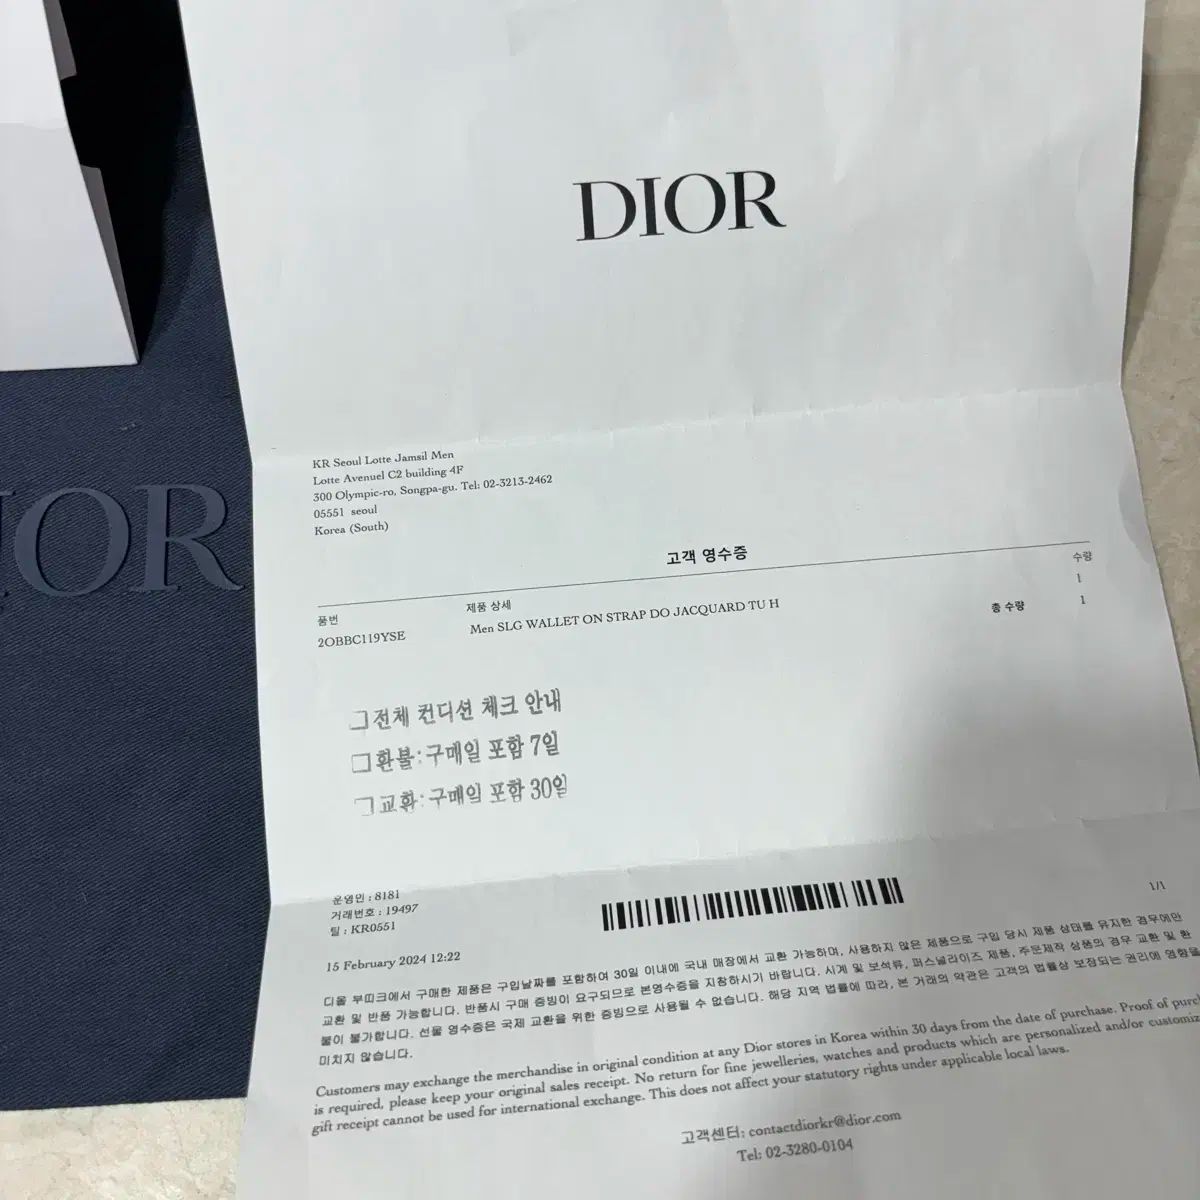 DIOR
IOR
KR Seoul Lotte Jamsil Men
Lotte Avenuel C2 building 4F
300 Olympic-ro, Songpa-gu. Tel: 02-3213-2462
05551 seoul
Korea (South)
고객 영수증
품번 제품 상세 수량
2OBBC119YSE Men SLG WALLET ON STRAP DO JACQUARD TU H 1
총 수량 1
□전체 컨디션 체크 안내
□환불:구매일 포함 7일
□교환:구매일 포함 30일
운영인 : 8181
거래번호 : 19497
틸 : KR0551
1/1
15 February 2024 12:22
디올 부띠크에서 구매한 제품은 구입날짜를 포함하여 30일 이내에 국내 매장에서 교환 가능하며, 사용하지 않은 제품으로 구입 당시 제품 상태를 유지한 경우에만
교환 및 반품 가능합니다. 반품시 구매 증빙이 요구되므로 본영수증을 지참하시기 바랍니다. 시계 및 보석류, 퍼스널라이즈 제품, 주문제작 상품의 경우 교환 및 환
불이 불가합니다. 선물 영수증은 국제 교환을 위한 증빙으로 사용될 수 없습니다. 해당 지역 법률에 따라, 본 거래의 약관은 고객의 법률상 보장되는 권리에 영향을
미치지 않습니다.
Customers may exchange the merchandise in original condition at any Dior stores in Korea within 30 days from the date of purchase. Proof of purch
is required, please keep your original sales receipt. No return for fine jewelleries, watches and products which are personalized and/or customiz
gift receipt cannot be used for international exchange. This does not affect your statutory rights under applicable local laws.
고객센터: contactdiorkr@dior.com
Tel: 02-3280-0104